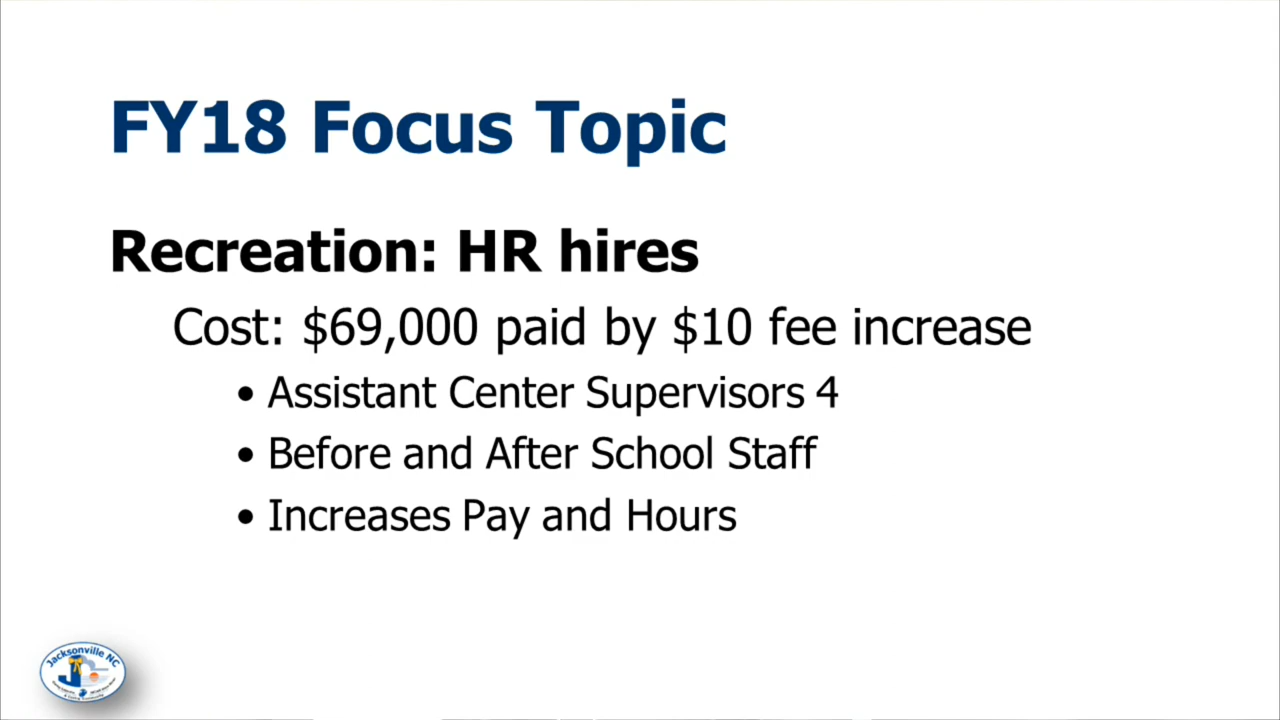 FY18 Focus Topic
Recreation: HR hires
Cost: $69,000 paid by $10 fee increase
• Assistant Center Supervisors 4
• Before and After School Staff
• Increases Pay and Hours
Jacksonville NC